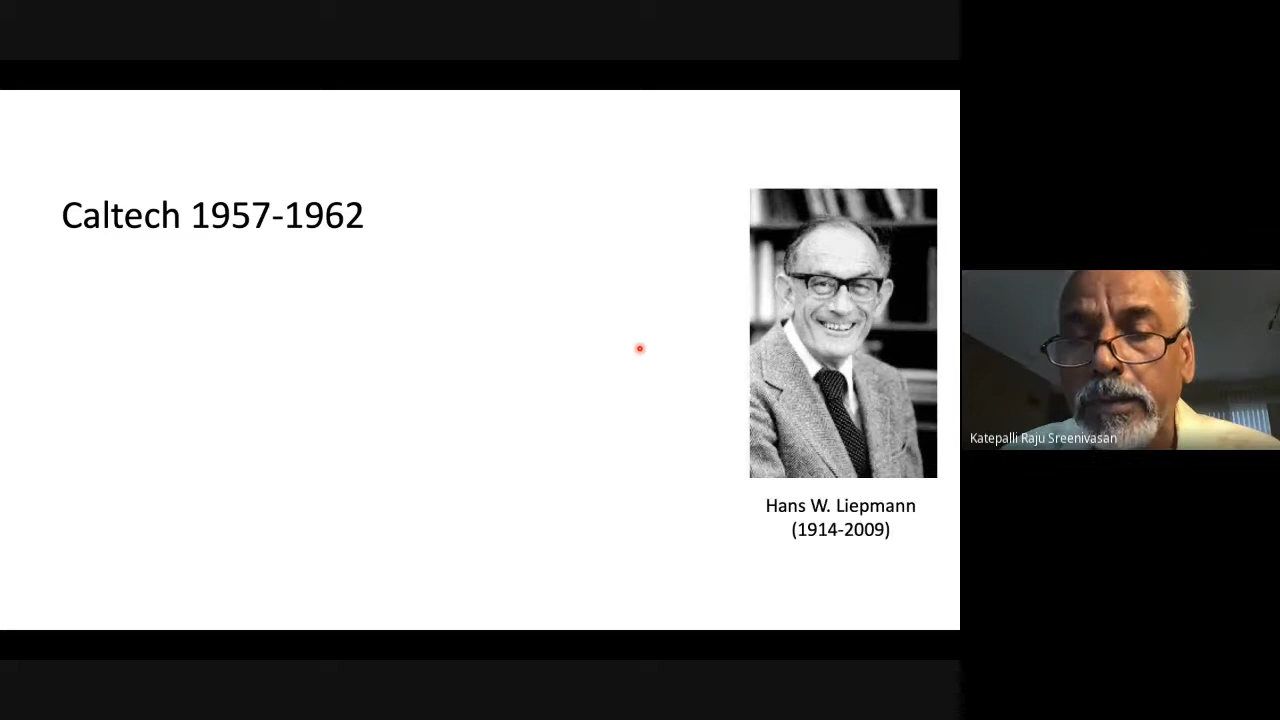 Caltech 1957-1962
Hans W. Liepmann
(1914-2009)
Katepalli Raju Sreenivasan